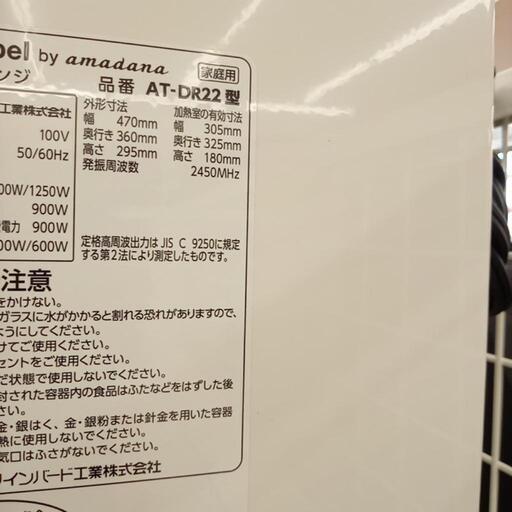 bel by amadana
ンジ 家庭用
品番 AT-DR22型
工業株式会社
100V
50/60Hz
00W/1250W
900W
電力 900W
00W/600W
外形寸法
幅 470mm
奥行き 360mm
高さ 295mm
発振周波数
加熱室の有効寸法
幅 305mm
奥行き 325mm
高さ 180mm
2450MHz
定格高周波出力は JIS C 9250に規定
する第2法により測定したものです。
注意
をかけない。
ガラスに水がかかると割れる恐れがありますので、
ようにしてください。
けてご使用ください。
セントをご使用ください。
だ状態で使用しないでください。
封された容器内の食品はふたなどをはずした後
さい。
金・銀はく、金・銀粉または針金を用いた容器
熱に使用しないでください。
気口はふさがないでください。
ツインバード工業株式会社